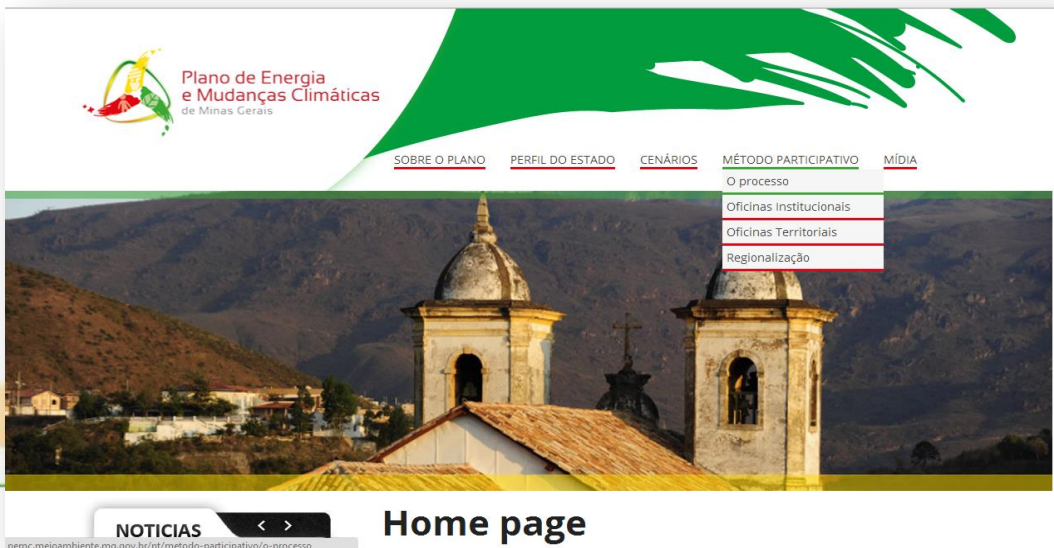 Plano de Energia
e Mudanças Climáticas
de Minas Gerais
SOBRE O PLANO PERFIL DO ESTADO CENÁRIOS MÉTODO PARTICIPATIVO MÍDIA
O processo
Oficinas Institucionais
Oficinas Territoriais
Regionalização
NOTICIAS < >
Home page
pemc.meioambiente.mg.gov.br/pt/metodo-participativo/o-processo